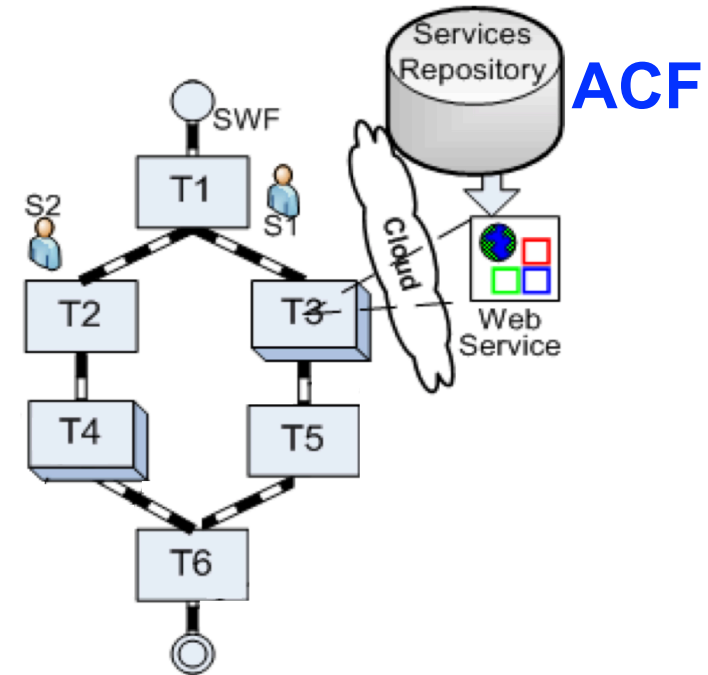 Services
Repository
ACF
SWF
T1
S1
S2
Cloud
T2
T3
Web
Service
T4
T5
T6